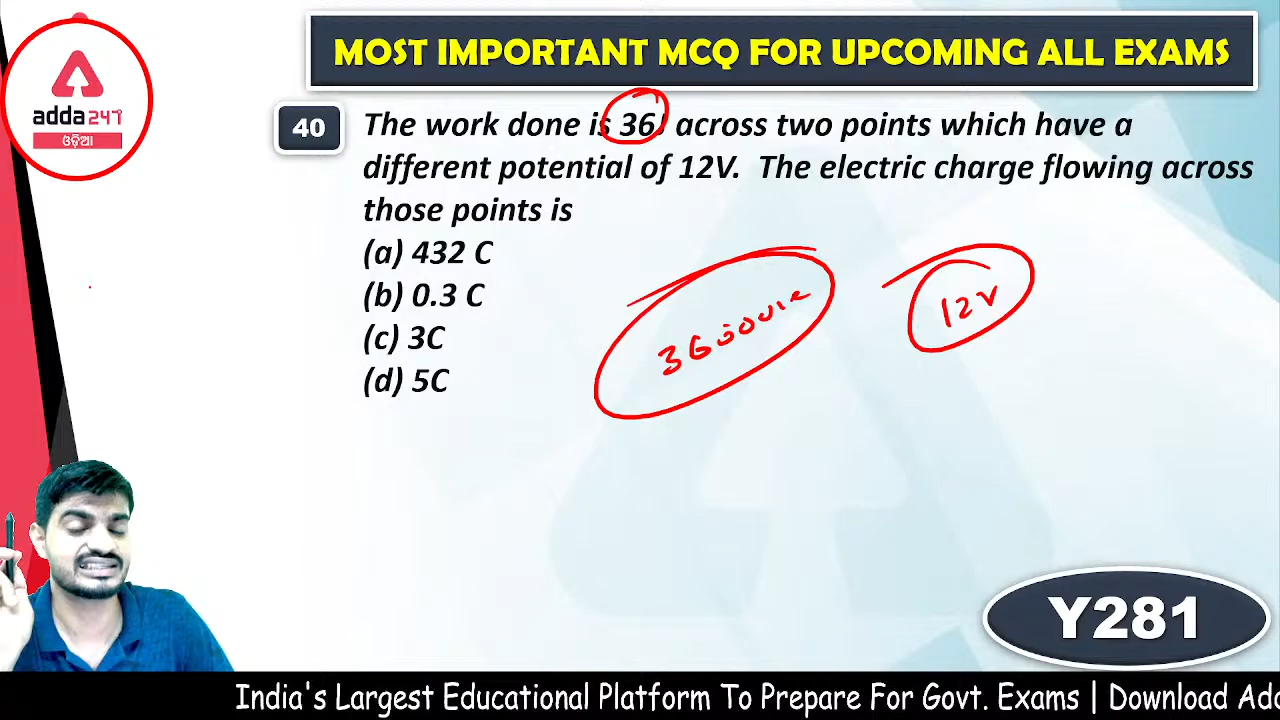 adda247
ଓଡ଼ିଆ
MOST IMPORTANT MCQ FOR UPCOMING ALL EXAMS
40
The work done is 36J across two points which have a
different potential of 12V. The electric charge flowing across
those points is
(a) 432 C
(b) 0.3 C
(c) 3C
(d) 5C
36 joule
12V
Y281
India's Largest Educational Platform To Prepare For Govt. Exams | Download Add